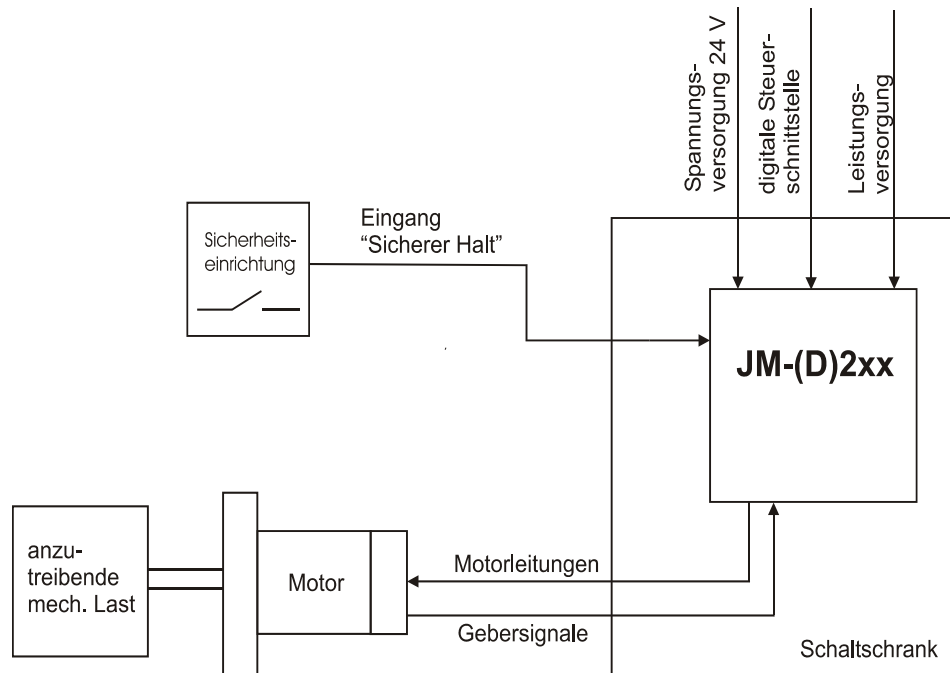 Spannungs-
versorgung 24 V
digitale Steuer-
schnittstelle
Leistungs-
versorgung
Sicherheits-
einrichtung
Eingang
“Sicherer Halt”
JM-(D)2xx
anzu-
treibende
mech. Last
Motor
Motorleitungen
Gebersignale
Schaltschrank